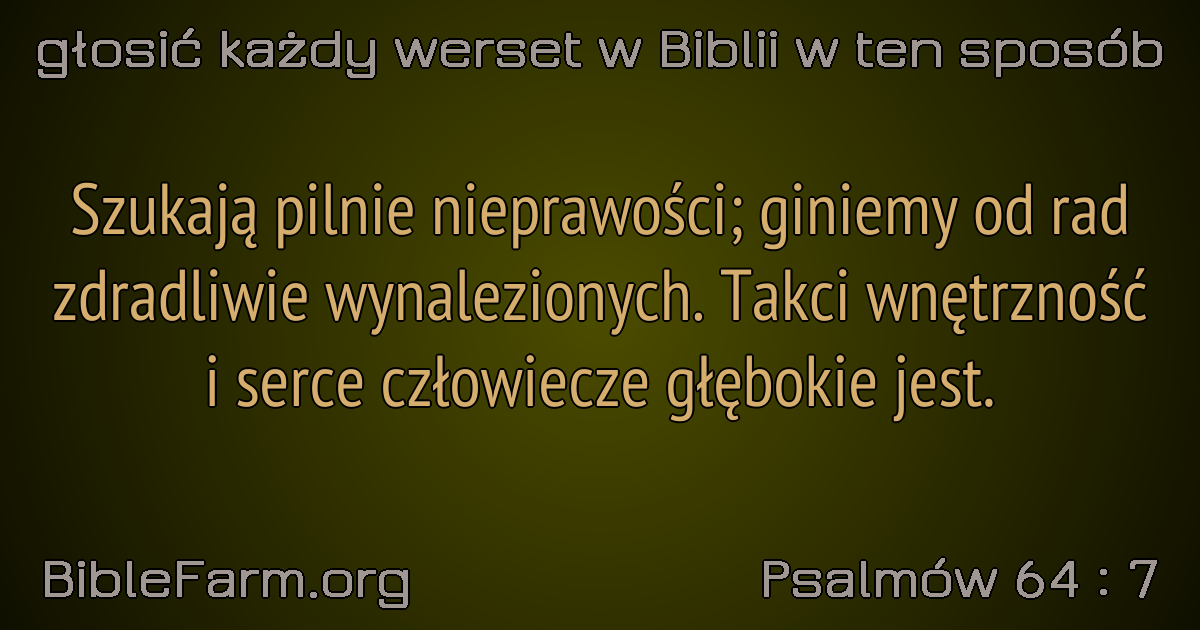 głosić każdy werset w Biblii w ten sposób
Szukają pilnie nieprawości; giniemy od rad
zdradliwie wynalezionych. Takci wnętrzność
i serce człowiecze głębokie jest.
BibleFarm.org
Psalmów 64 : 7